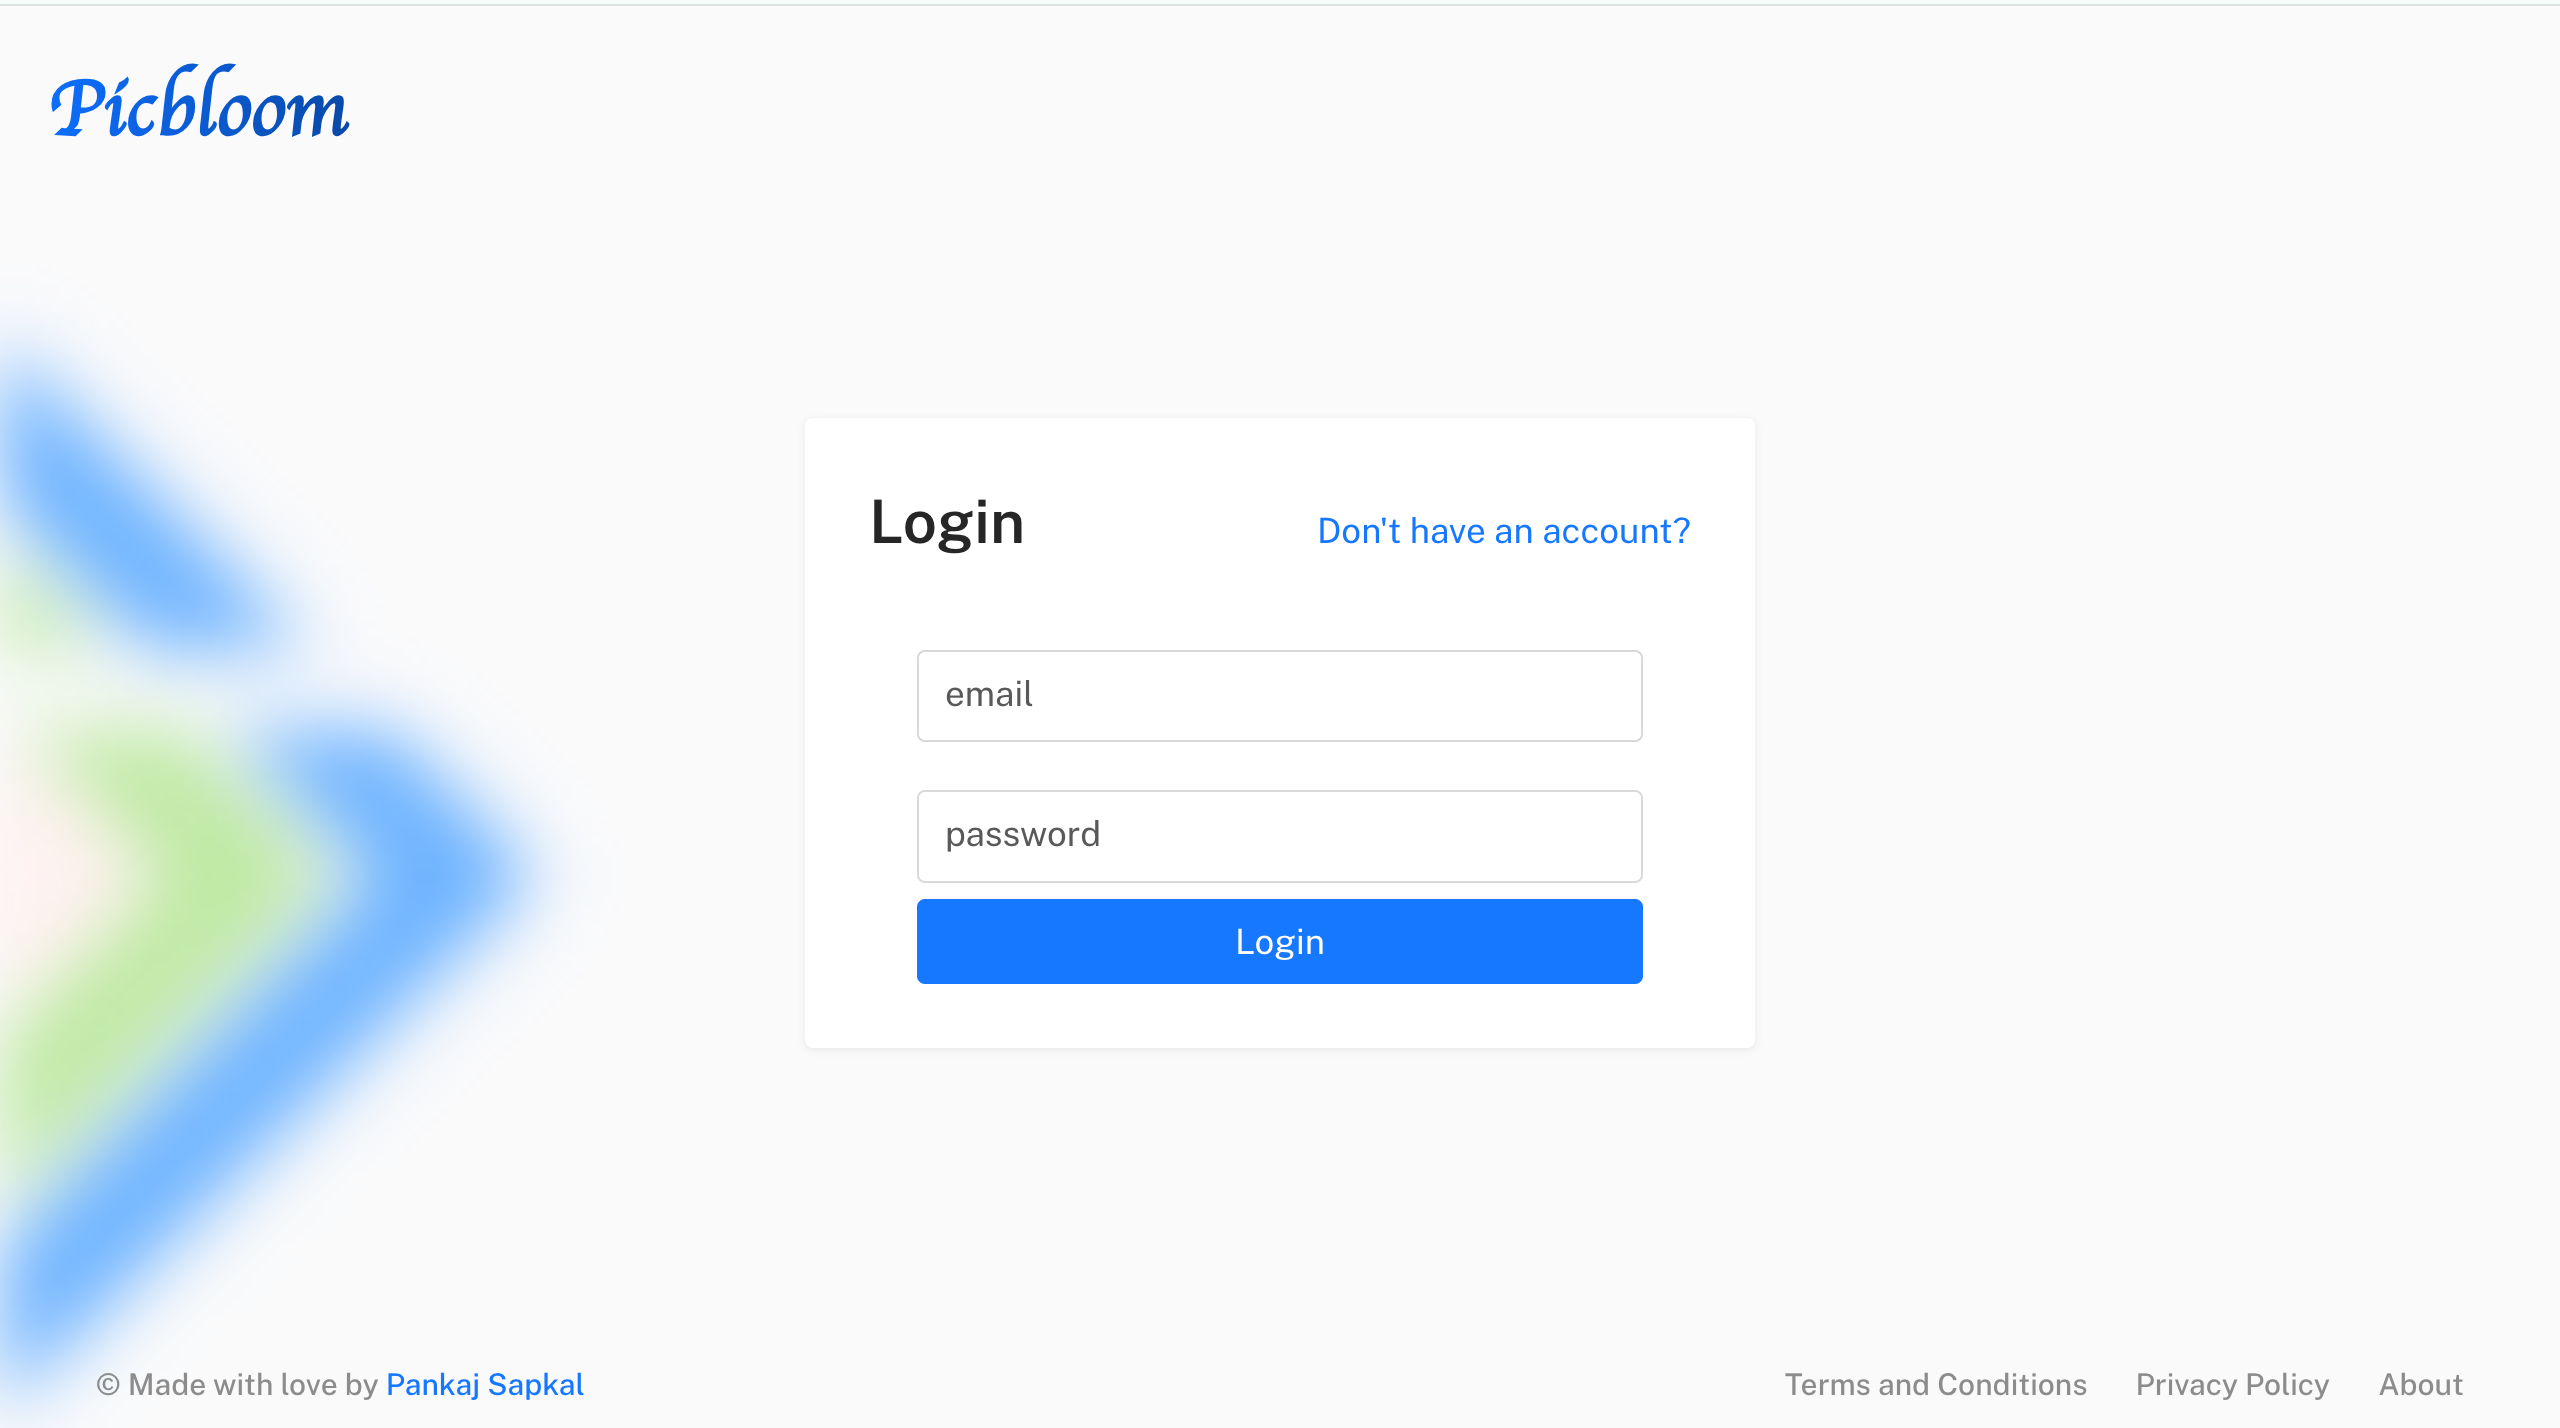 Picbloom
Login
Don't have an account?
email
password
Login
© Made with love by Pankaj Sapkal
Terms and Conditions
Privacy Policy
About